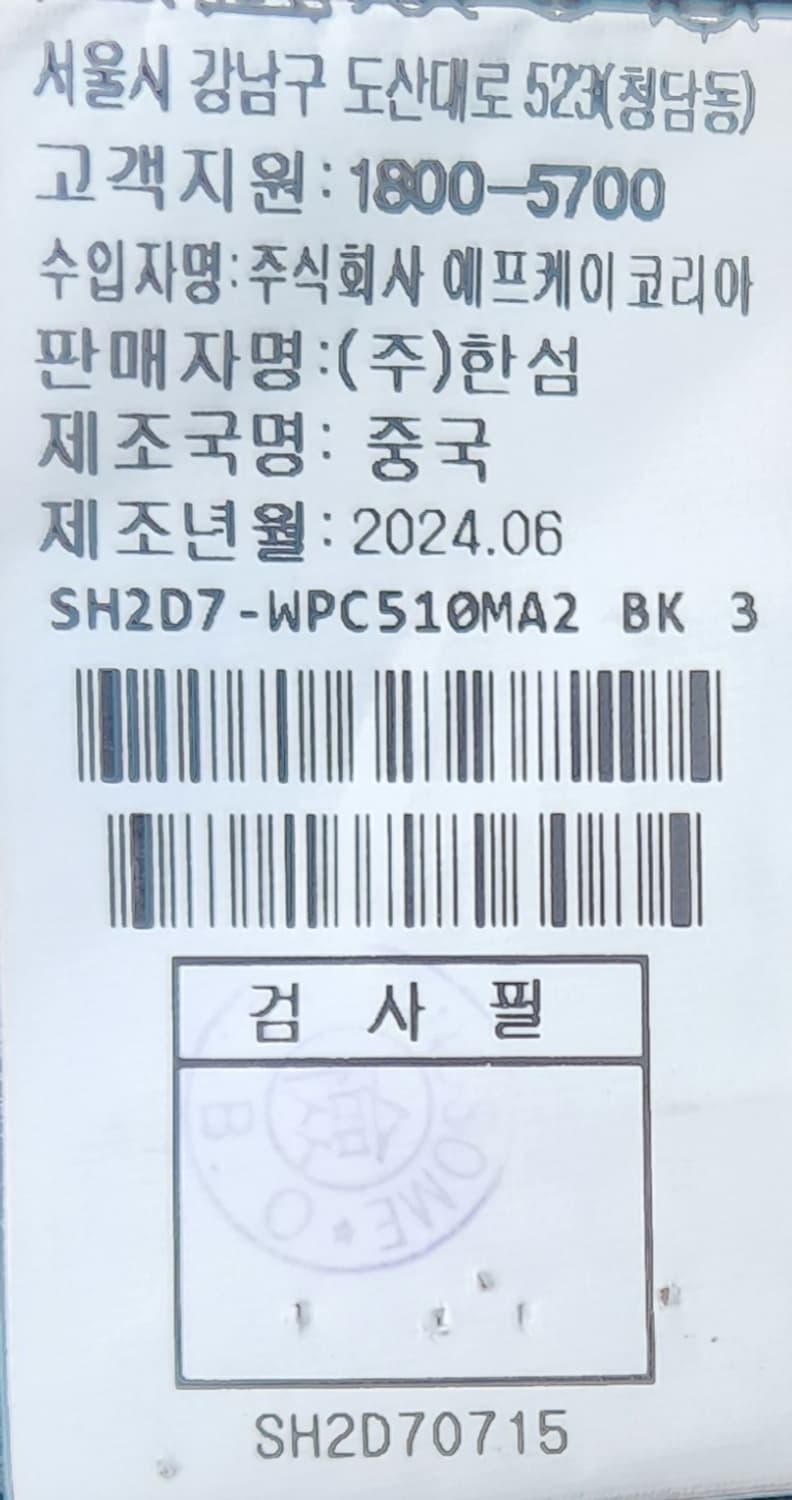 서울시 강남구 도산대로 523(청담동)
고객지원:1800-5700
수입자명:주식회사 에프케이코리아
판매자명:(주)한섬
제조국명: 중국
제조년월:2024.06
SH2D7-WPC510MA2 BK 3
검 사 필
SH2D70715